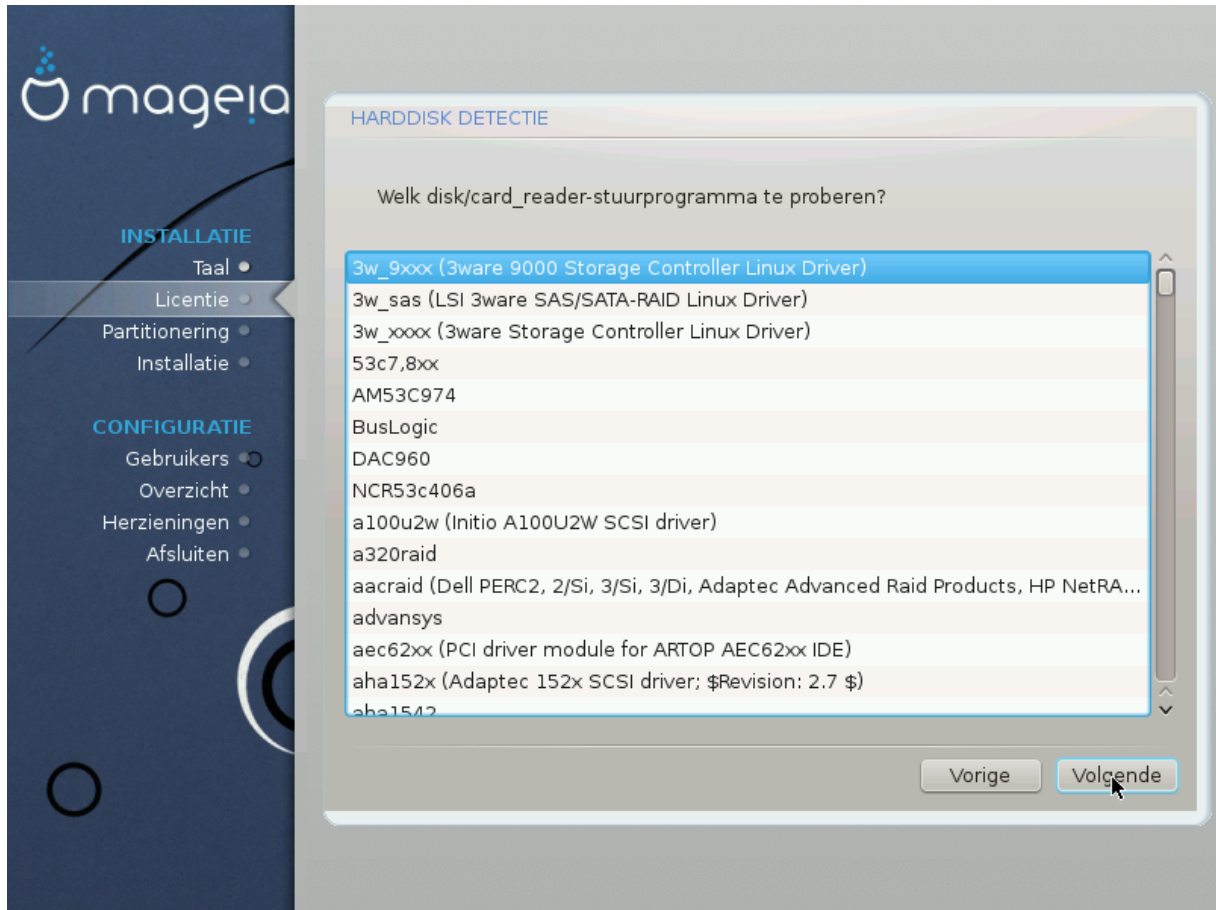 mageia
INSTALLATIE
Taal
Licentie
Partitionering
Installatie
CONFIGURATIE
Gebruikers
Overzicht
Herzieningen
Afsluiten
HARDDISK DETECTIE
Welk disk/card_reader-stuurprogramma te proberen?
3w_9xxx (3ware 9000 Storage Controller Linux Driver)
3w_sas (LSI 3ware SAS/SATA-RAID Linux Driver)
3w_xxxx (3ware Storage Controller Linux Driver)
53c7,8xx
AM53C974
BusLogic
DAC960
NCR53c406a
a100u2w (Initio A100U2W SCSI driver)
a320raid
aacraid (Dell PERC2, 2/Si, 3/Si, 3/Di, Adaptec Advanced Raid Products, HP NetRA...
advansys
aec62xx (PCI driver module for ARTOP AEC62xx IDE)
aha152x (Adaptec 152x SCSI driver; $Revision: 2.7 $)
aha1542
Vorige
Volgende